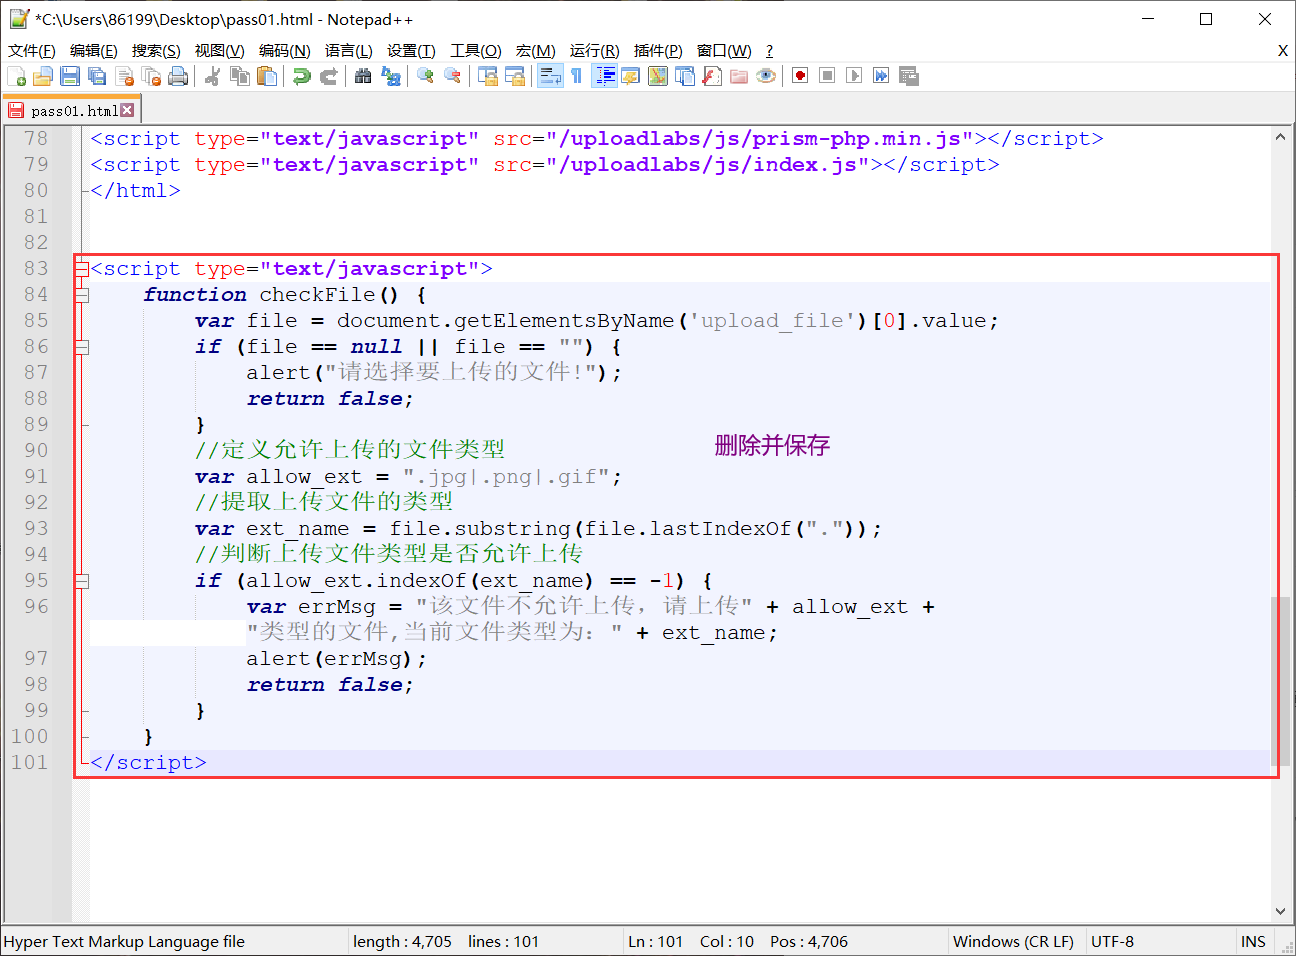 *C:\Users\86199\Desktop\pass01.html - Notepad++
文件(F) 编辑(E) 搜索(S) 视图(V) 编码(N) 语言(L) 设置(T) 工具(O) 宏(M) 运行(R) 插件(P) 窗口(W) ? X
pass01.html
78 <script type="text/javascript" src="/uploadlabs/js/prism-php.min.js"></script>
79 <script type="text/javascript" src="/uploadlabs/js/index.js"></script>
80 </html>
81
82
83 <script type="text/javascript">
84     function checkFile() {
85         var file = document.getElementsByName('upload_file')[0].value;
86         if (file == null || file == "") {
87             alert("请选择要上传的文件!");
88             return false;
89         }
90         //定义允许上传的文件类型
删除并保存
91         var allow_ext = ".jpg|.png|.gif";
92         //提取上传文件的类型
93         var ext_name = file.substring(file.lastIndexOf("."));
94         //判断上传文件类型是否允许上传
95         if (allow_ext.indexOf(ext_name) == -1) {
96             var errMsg = "该文件不允许上传，请上传" + allow_ext +
            "类型的文件,当前文件类型为：" + ext_name;
97             alert(errMsg);
98             return false;
99         }
100     }
101 </script>
Hyper Text Markup Language file length : 4,705 lines : 101 Ln : 101 Col : 10 Pos : 4,706 Windows (CR LF) UTF-8 INS